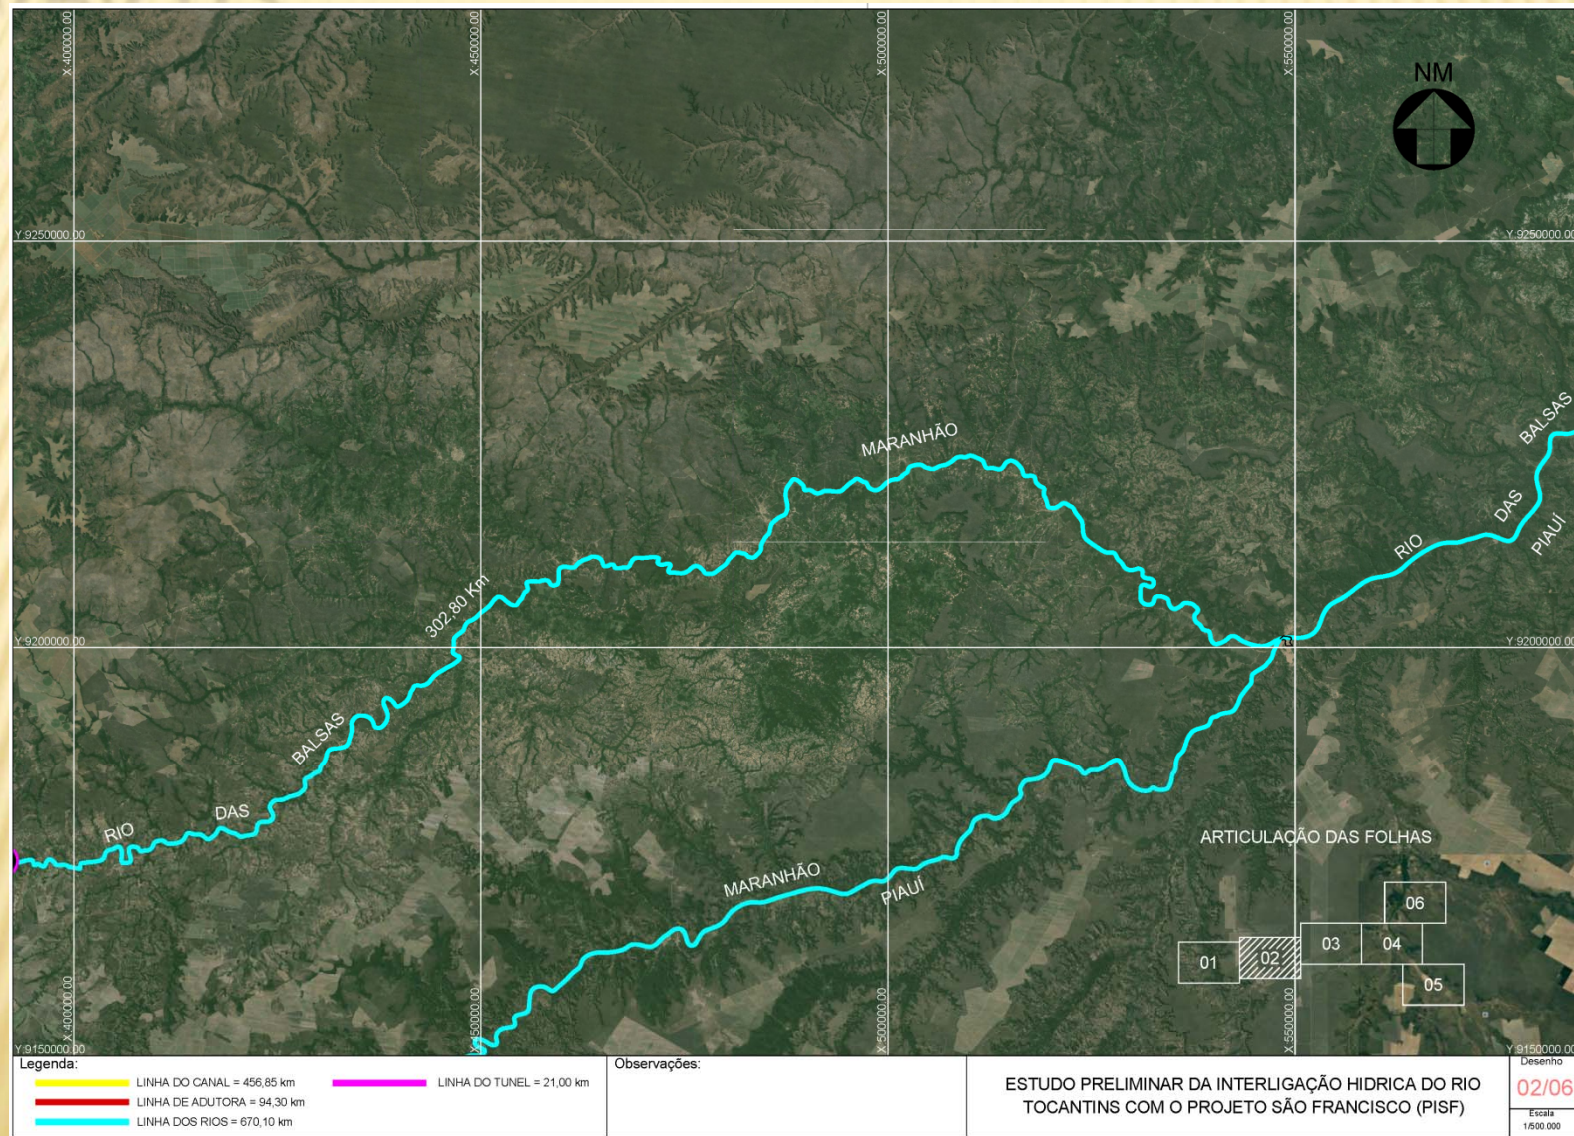 X:400000.00
X:450000.00
X:500000.00
X:550000.00
NM
Y:9250000.00
Y:9250000.00
MARANHÃO
BALSAS
DAS
PIAUÍ
RIO
302,80 Km
Y:9200000.00
Y:9200000.00
BALSAS
DAS
RIO
MARANHÃO
PIAUÍ
ARTICULAÇÃO DAS FOLHAS
06
03
04
01
02
05
X:400000.00
X:450000.00
X:500000.00
X:550000.00
Y:9150000.00
Y:9150000.00
Legenda:
LINHA DO CANAL = 456,85 km
LINHA DO TUNEL = 21,00 km
LINHA DE ADUTORA = 94,30 km
LINHA DOS RIOS = 670,10 km
Observações:
ESTUDO PRELIMINAR DA INTERLIGAÇÃO HIDRICA DO RIO
TOCANTINS COM O PROJETO SÃO FRANCISCO (PISF)
Desenho
02/06
Escala
1/500.000